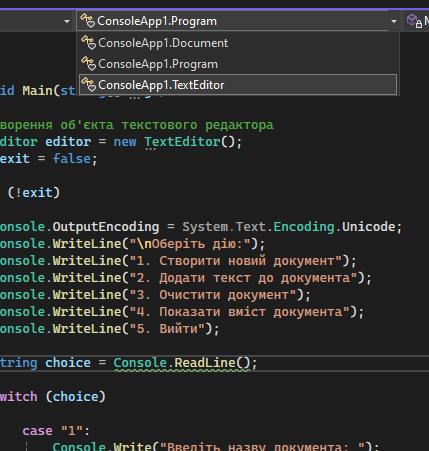 ConsoleApp1.Program
ConsoleApp1.Document
ConsoleApp1.Program
ConsoleApp1.TextEditor
id Main(st
ворення об'єкта текстового редактора
ditor editor = new TextEditor();
exit = false;
(!exit)
onsole.OutputEncoding = System.Text.Encoding.Unicode;
onsole.WriteLine("\nОберіть дію:");
onsole.WriteLine("1. Створити новий документ");
onsole.WriteLine("2. Додати текст до документа");
onsole.WriteLine("3. Очистити документ");
onsole.WriteLine("4. Показати вміст документа");
onsole.WriteLine("5. Вийти");
tring choice = Console.ReadLine();
witch (choice)
case "1":
Console.Write("Введіть назву документа: ");